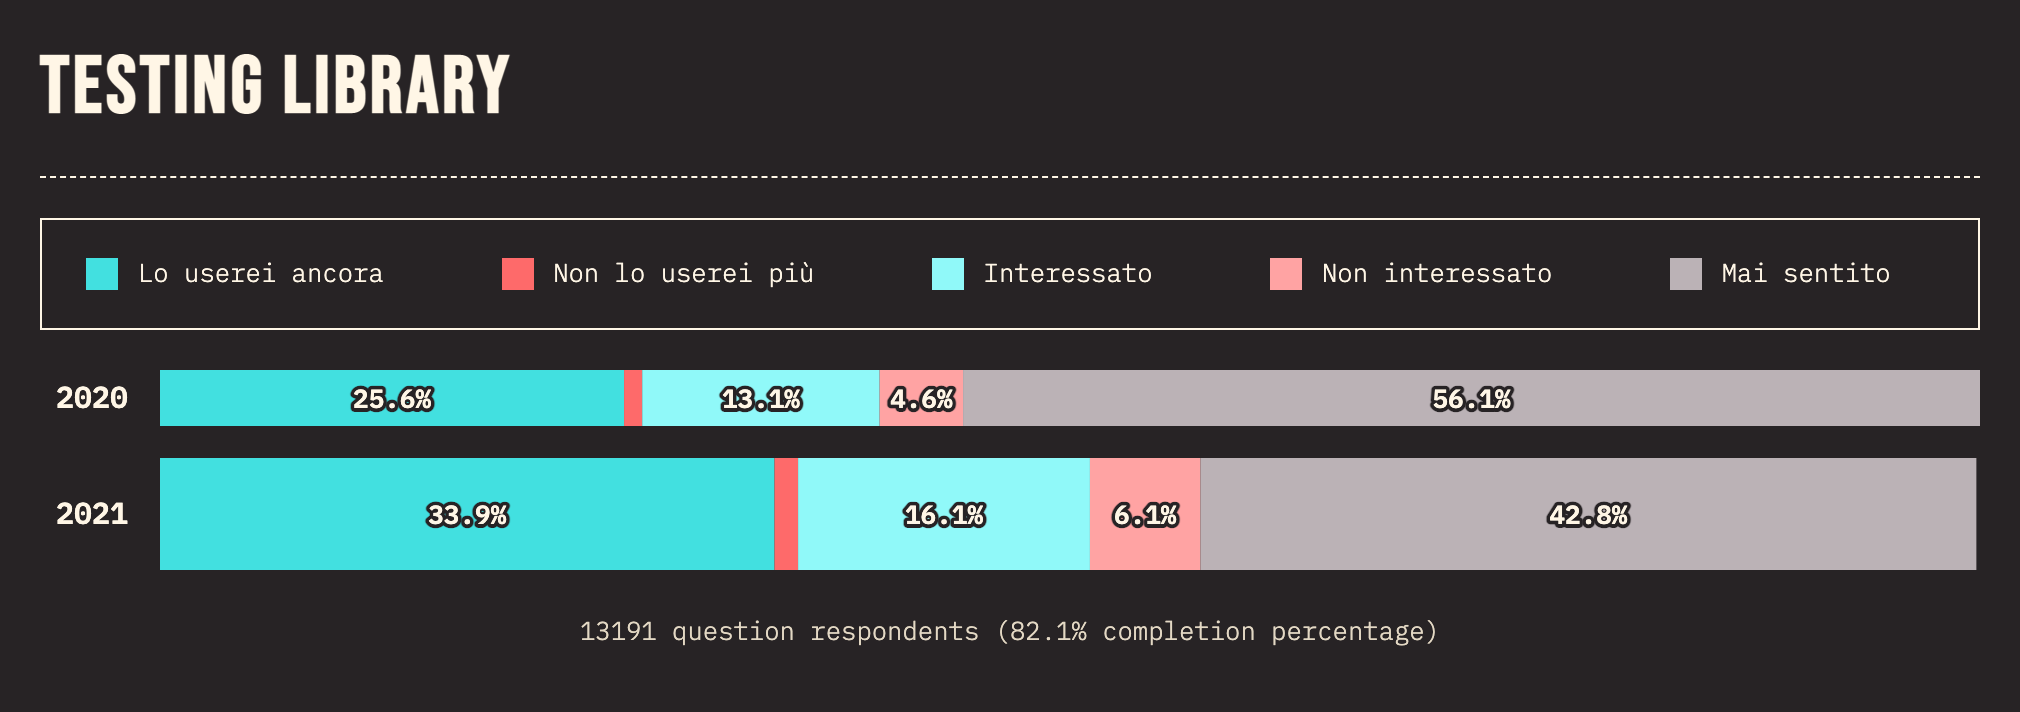 TESTING LIBRARY
Lo userei ancora Non lo userei più Interessato Non interessato Mai sentito
2020 25.6% 13.1% 4.6% 56.1%
2021 33.9% 16.1% 6.1% 42.8%
13191 question respondents (82.1% completion percentage)